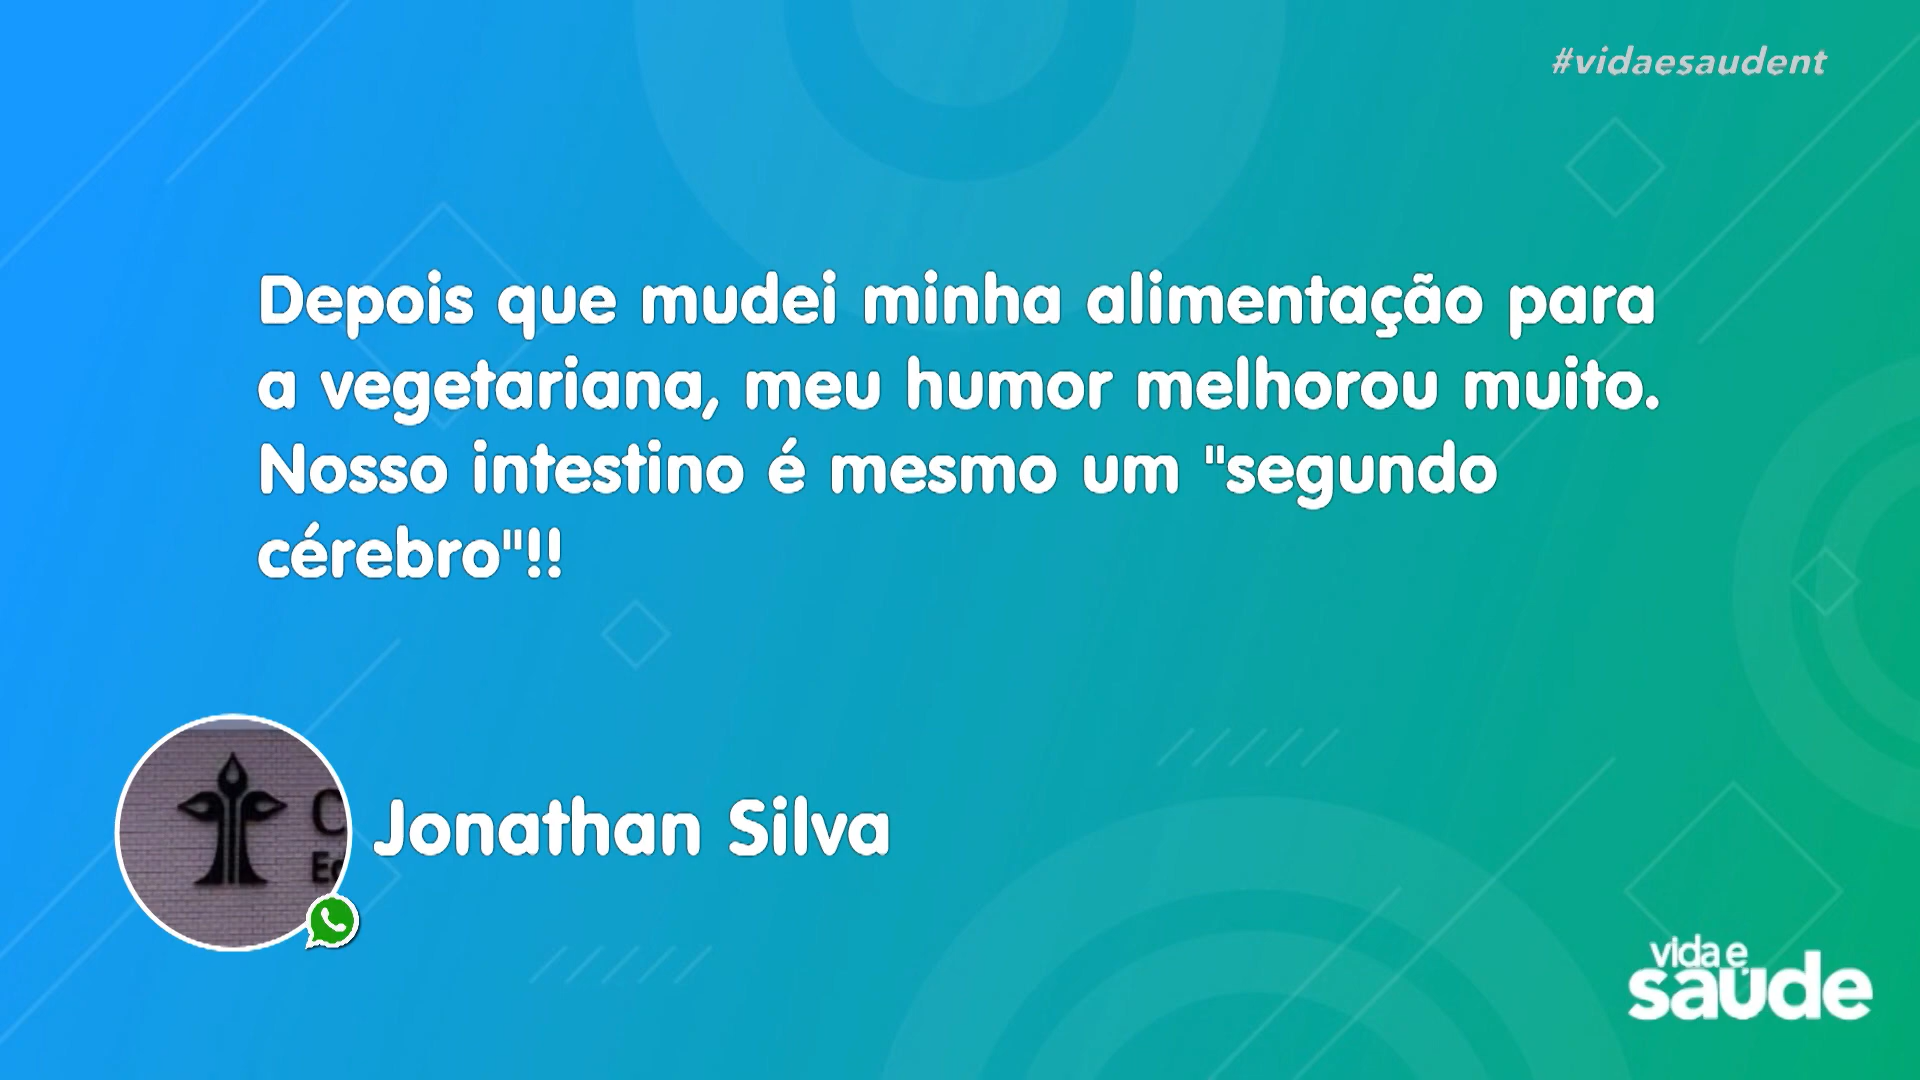 #vidaesaudent
Depois que mudei minha alimentação para
a vegetariana, meu humor melhorou muito.
Nosso intestino é mesmo um "segundo
cérebro"!!
Jonathan Silva
vida e
saúde